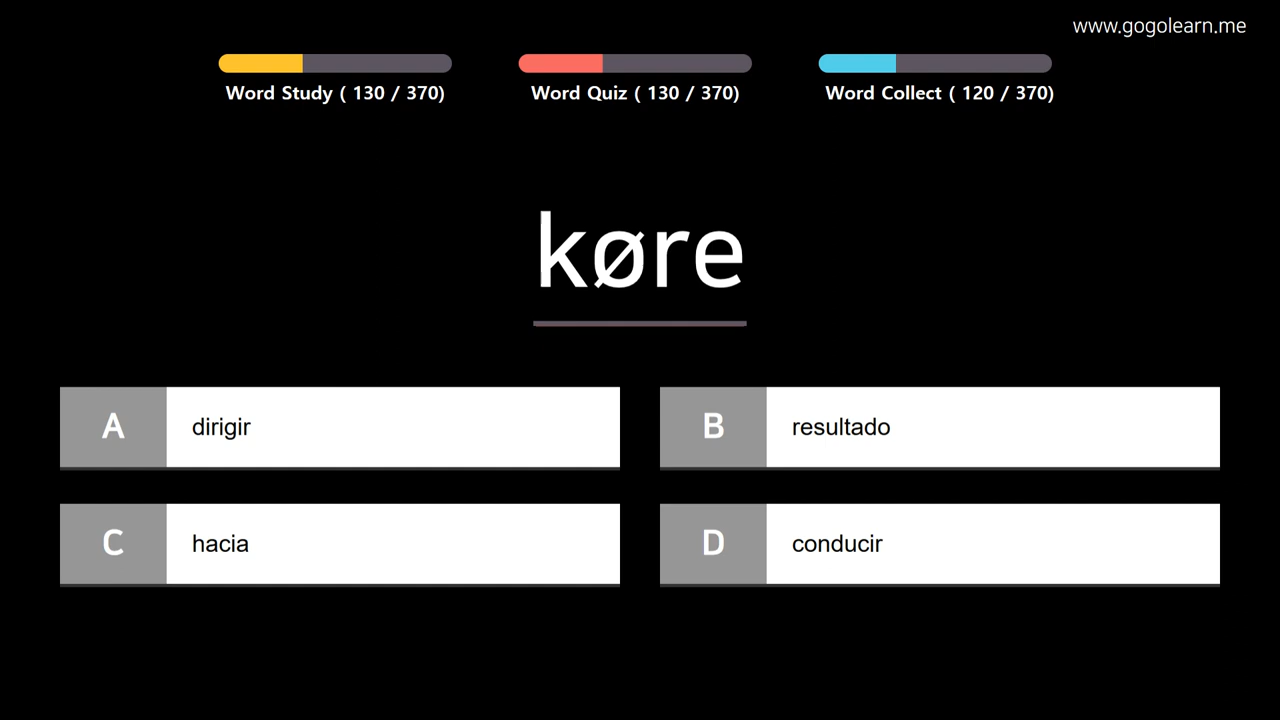 www.gogolearn.me
Word Study ( 130 / 370)
Word Quiz ( 130 / 370)
Word Collect ( 120 / 370)
køre
A dirigir
B resultado
C hacia
D conducir